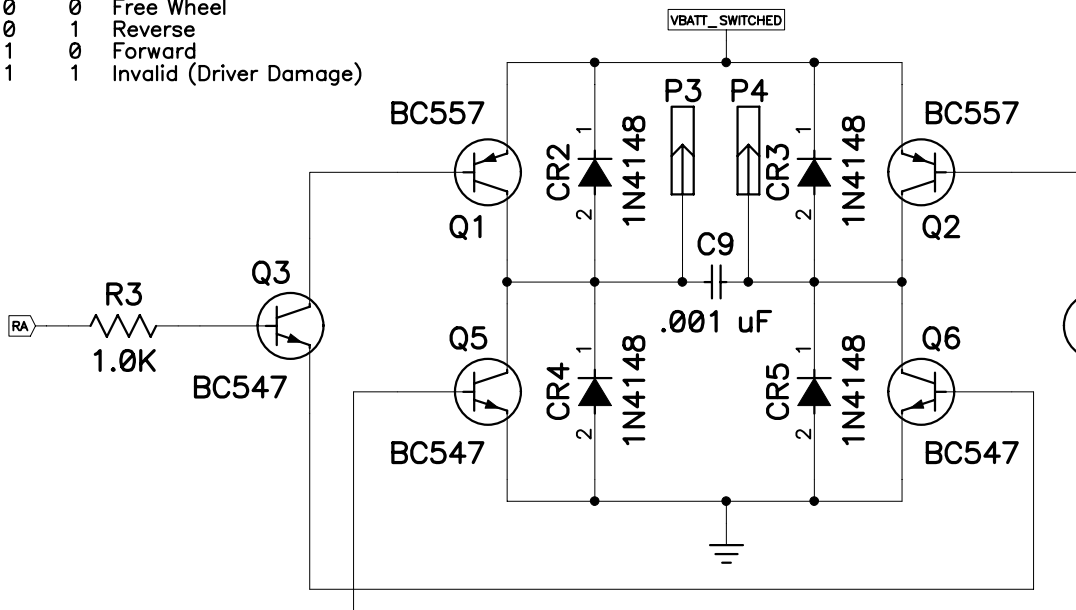 0 0 Free Wheel
0 1 Reverse
1 0 Forward
1 1 Invalid (Driver Damage)
VBATT_SWITCHED
P3 P4
BC557
BC557
1
CR2
1N4148
2
1
CR3
1N4148
2
Q1
Q2
C9
.001 uF
Q3
R3
RA
1.0K
BC547
Q5
Q6
1
CR4
1N4148
2
1
CR5
1N4148
2
BC547
BC547